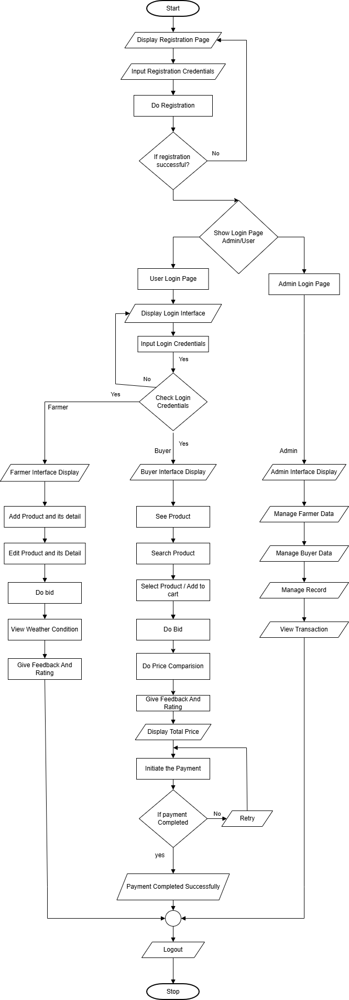 Start
Display Registration Page
Input Registration Credentials
Do Registration
If registration
successful?
No
Show Login Page
Admin/User
User Login Page
Admin Login Page
Display Login Interface
Input Login Credentials
Yes
No
Yes
Check Login
Credentials
Farmer
Yes
Buyer
Admin
Farmer Interface Display
Buyer Interface Display
Admin Interface Display
Add Product and its detail
See Product
Manage Farmer Data
Edit Product and its Detail
Search Product
Manage Buyer Data
Do bid
Select Product / Add to
cart
Manage Record
View Weather Condition
Do Bid
View Transaction
Give Feedback And
Rating
Do Price Comparision
Give Feedback And
Rating
Display Total Price
Initiate the Payment
If payment
Completed
No
Retry
yes
Payment Completed Successfully
Logout
Stop